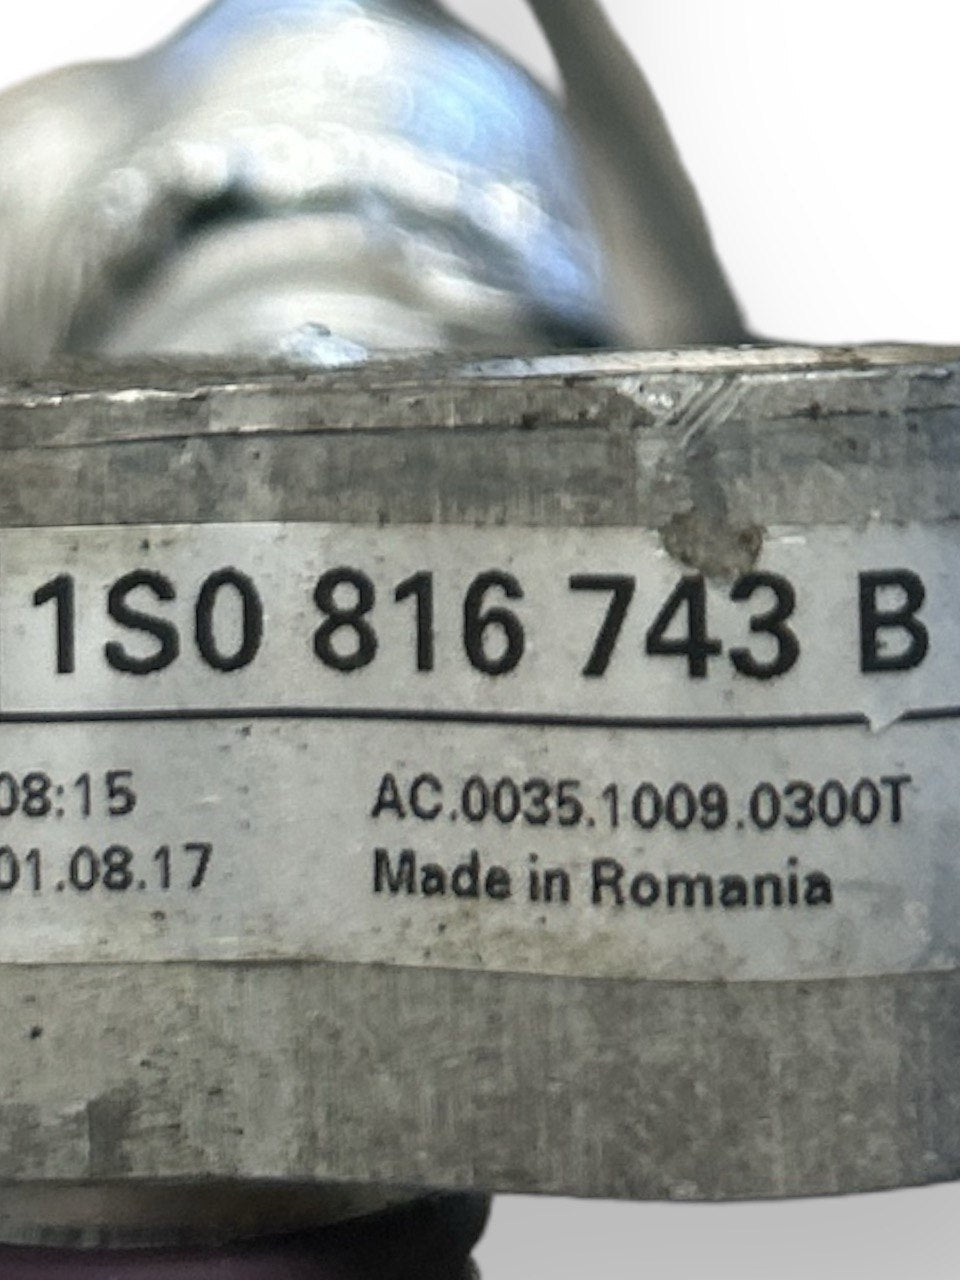 1S0 816 743 B
08:15
AC.0035.1009.0300T
01.08.17
Made in Romania